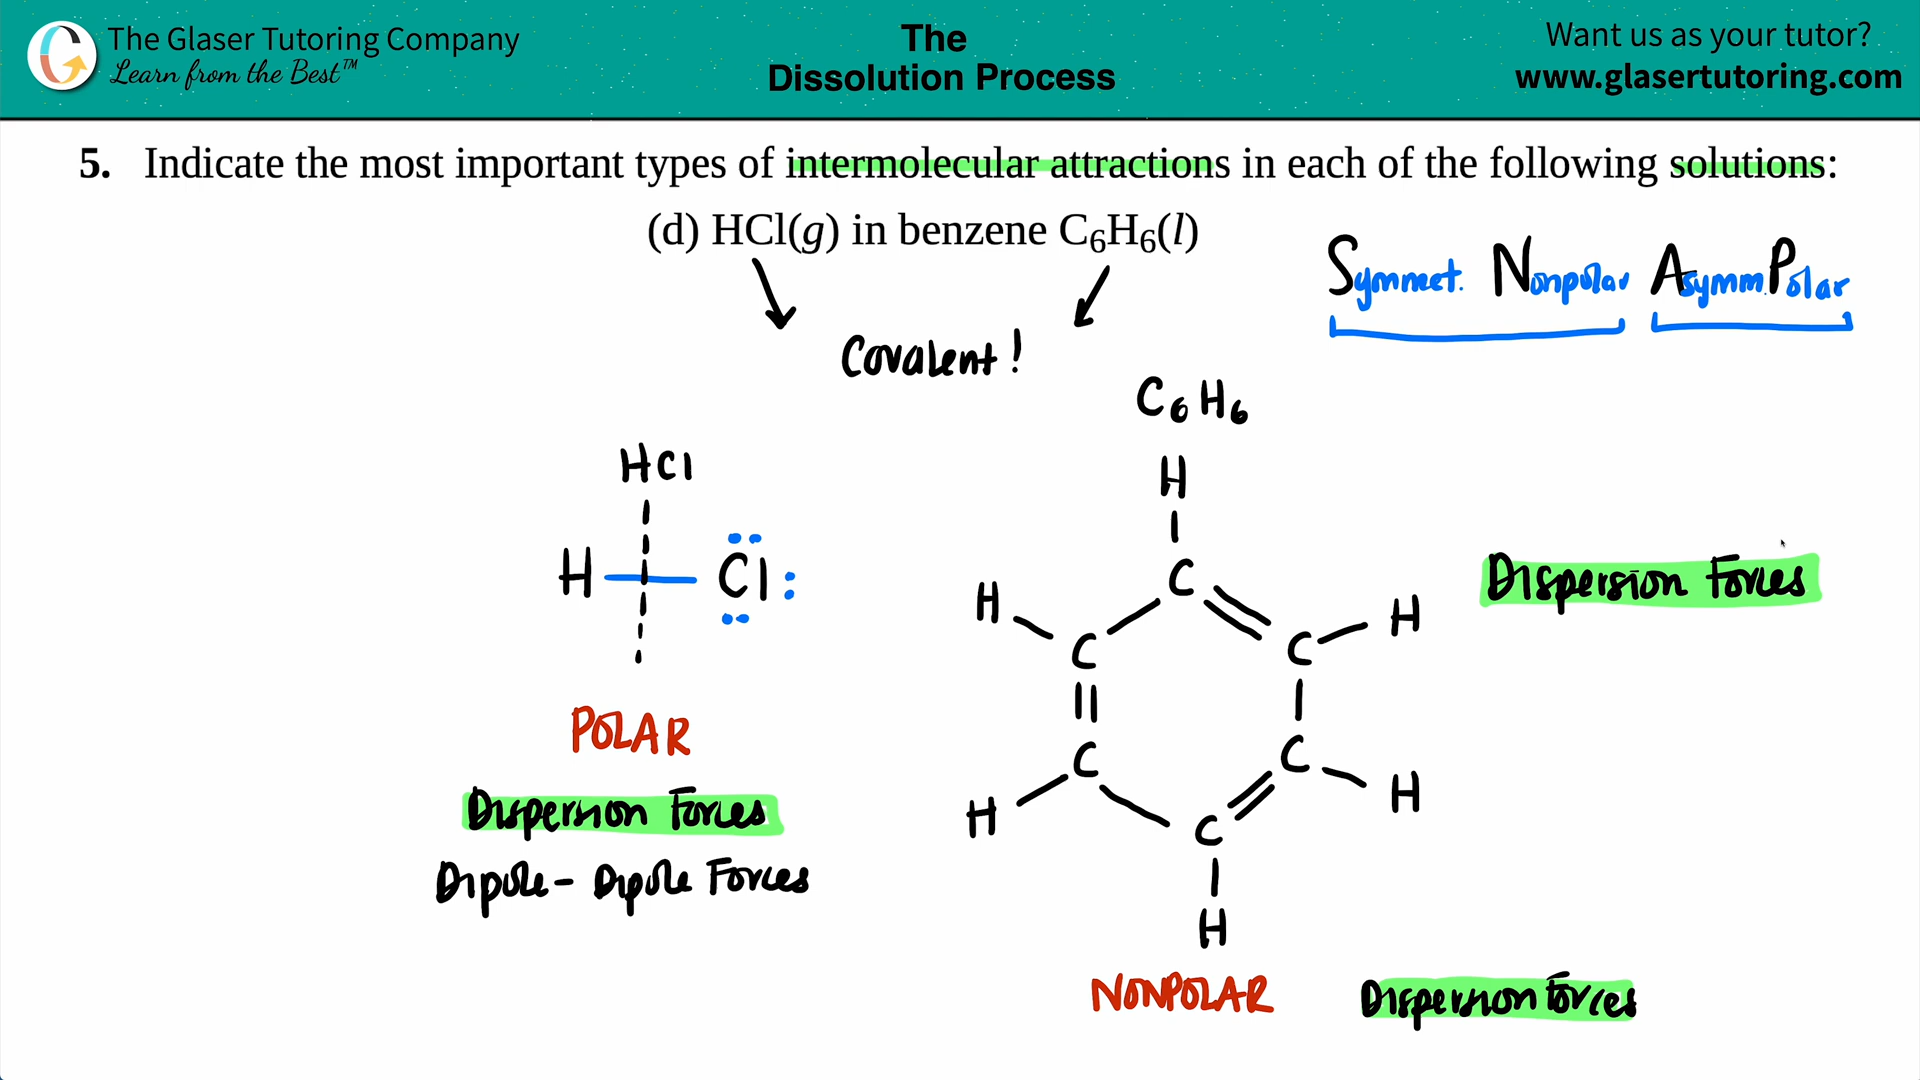 The Glaser Tutoring Company
Learn from the Best™
The
Dissolution Process
Want us as your tutor?
www.glasertutoring.com
5. Indicate the most important types of intermolecular attractions in each of the following solutions:
(d) HCl(g) in benzene C₆H₆(l)
Symmet. Nonpolar Asymm. Polar
Covalent!
C₆H₆
HCl
H
H Cl
C
H
H
C
C
Dispersion Forces
POLAR
C
C
H
H
C
Dispersion Forces
Dipole-Dipole Forces
H
NONPOLAR
Dispersion Forces